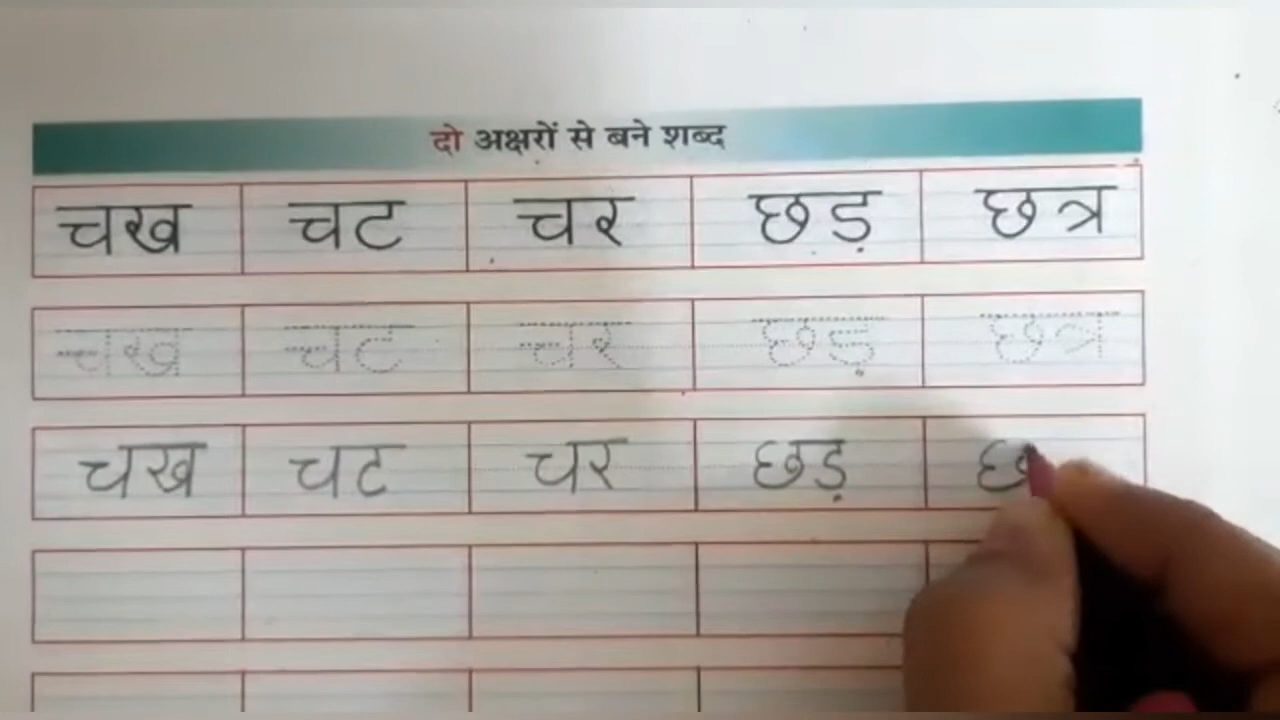 दो अक्षरों से बने शब्द
चख चट चर छड़ छत्र
चख चट चर छड़ छत्र
चख चट चर छड़ छ